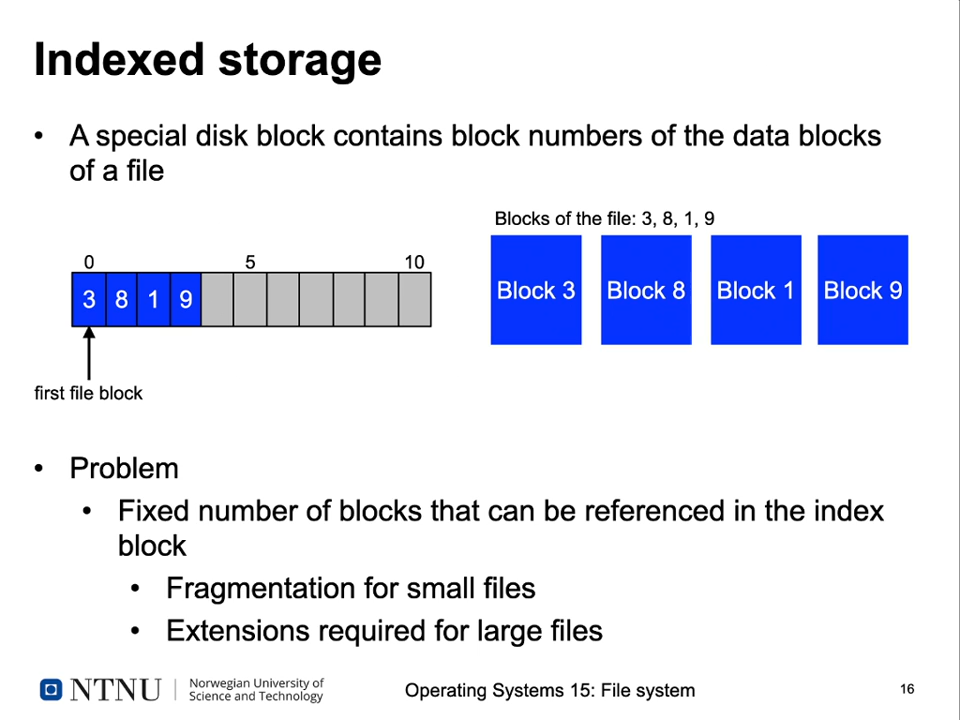 Indexed storage
• A special disk block contains block numbers of the data blocks
of a file
Blocks of the file: 3, 8, 1, 9
0 5 10
3 8 1 9
Block 3 Block 8 Block 1 Block 9
first file block
• Problem
• Fixed number of blocks that can be referenced in the index
block
• Fragmentation for small files
• Extensions required for large files
NTNU
Norwegian University of
Science and Technology
Operating Systems 15: File system
16